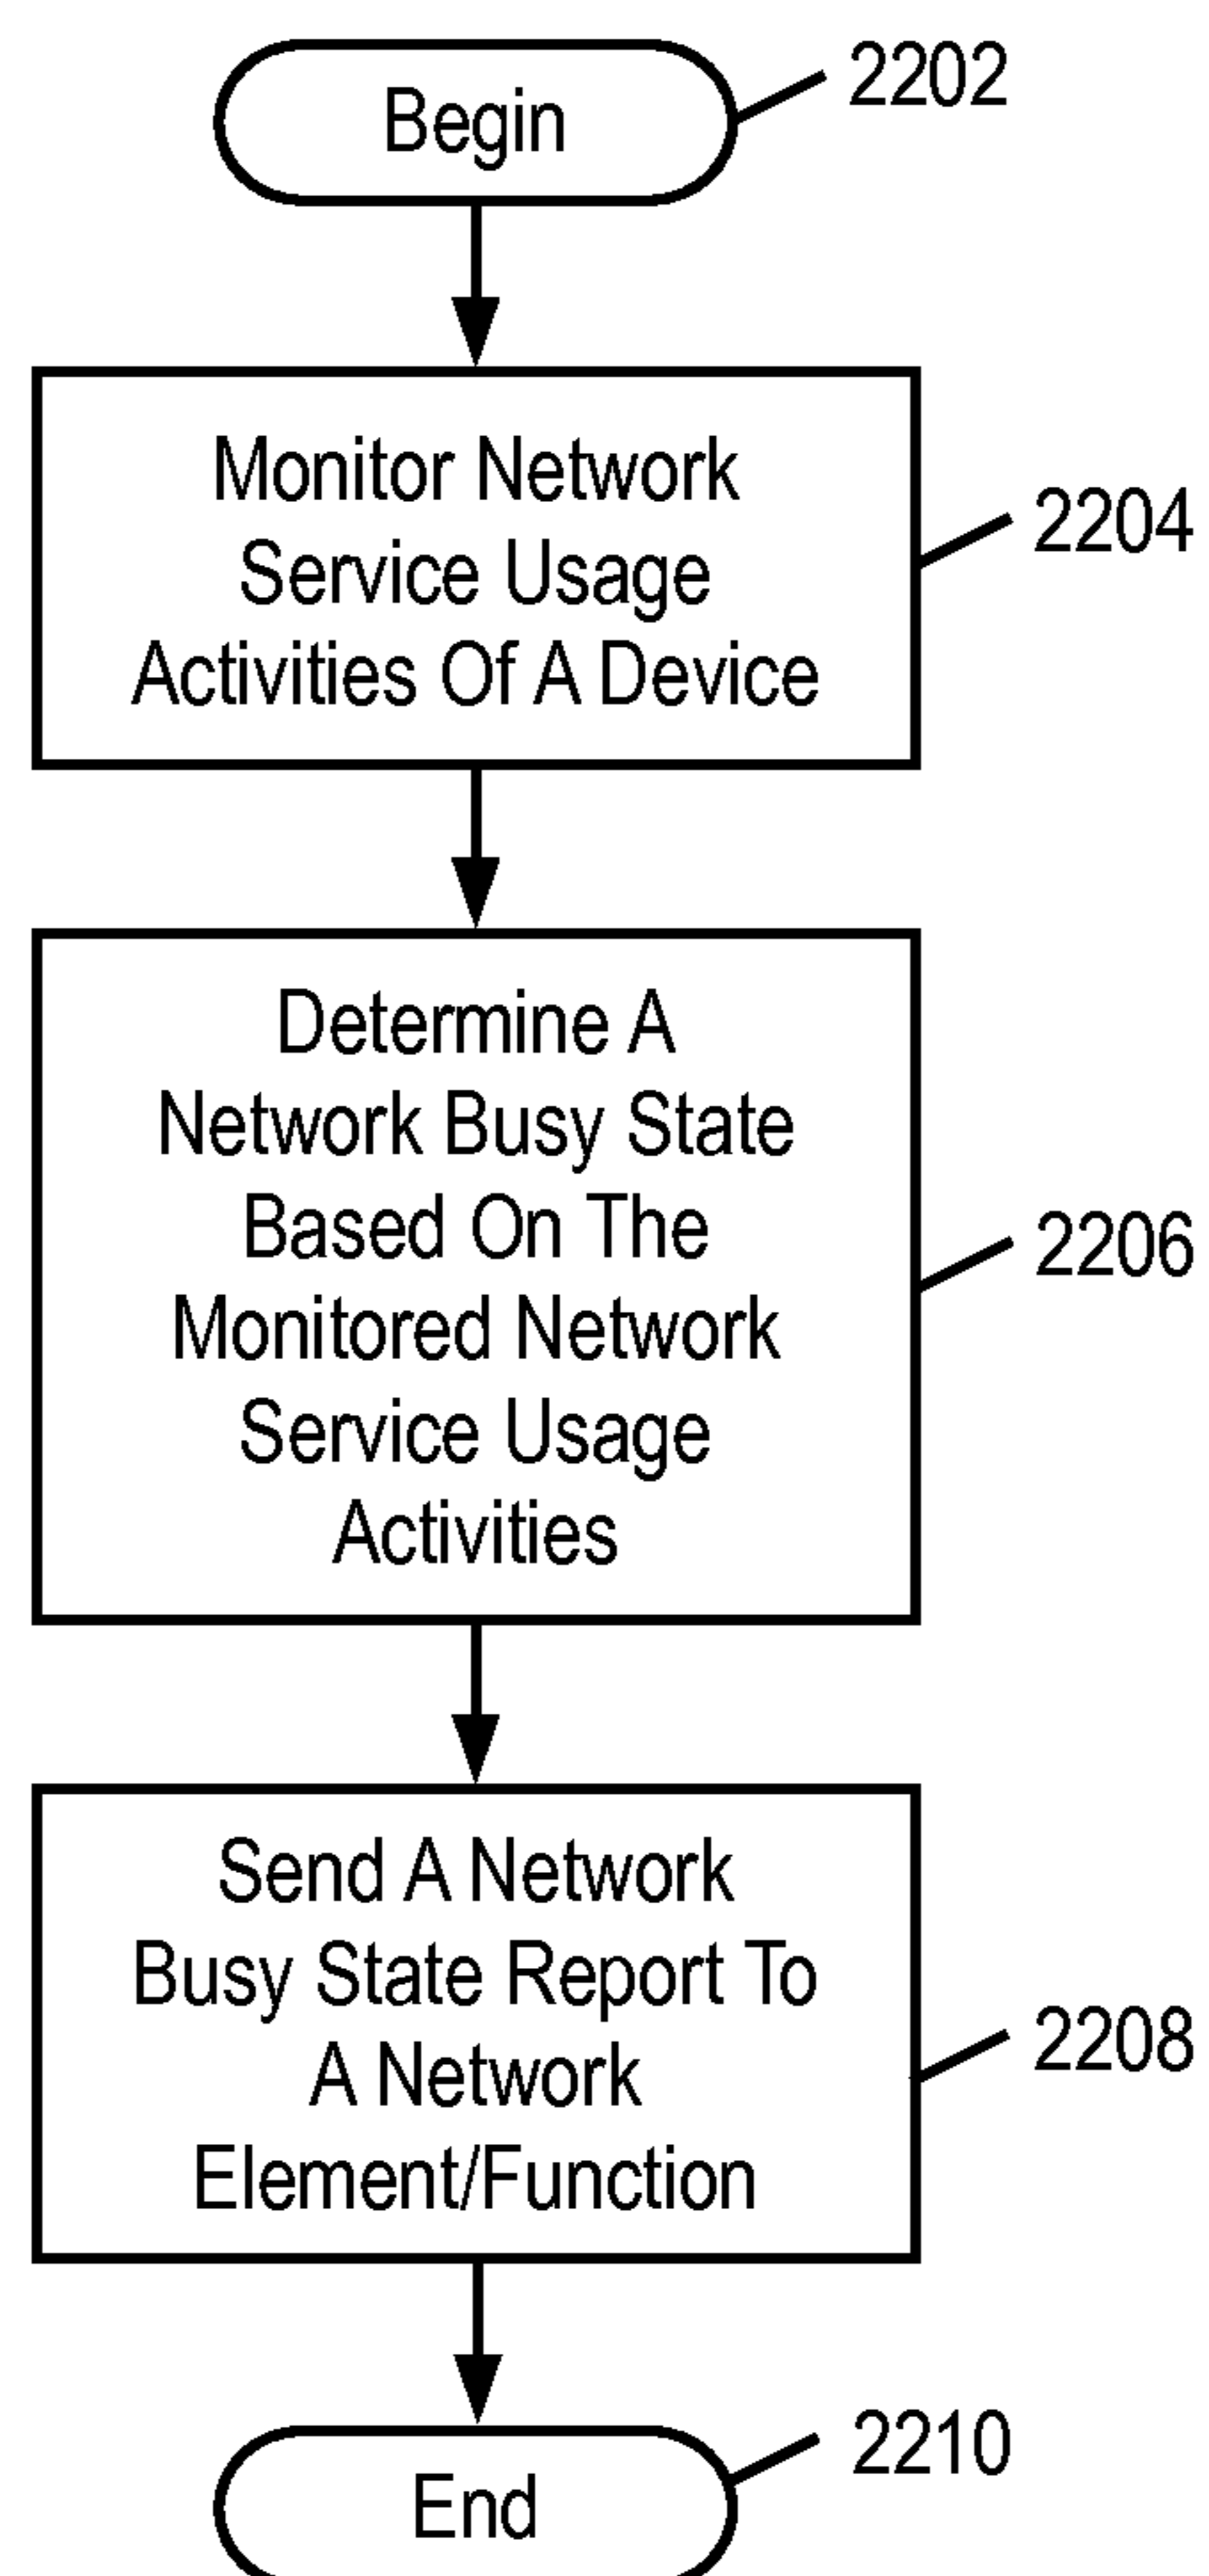 Begin
2202
Monitor Network
Service Usage
Activities Of A Device
2204
Determine A
Network Busy State
Based On The
Monitored Network
Service Usage
Activities
2206
Send A Network
Busy State Report To
A Network
Element/Function
2208
End
2210